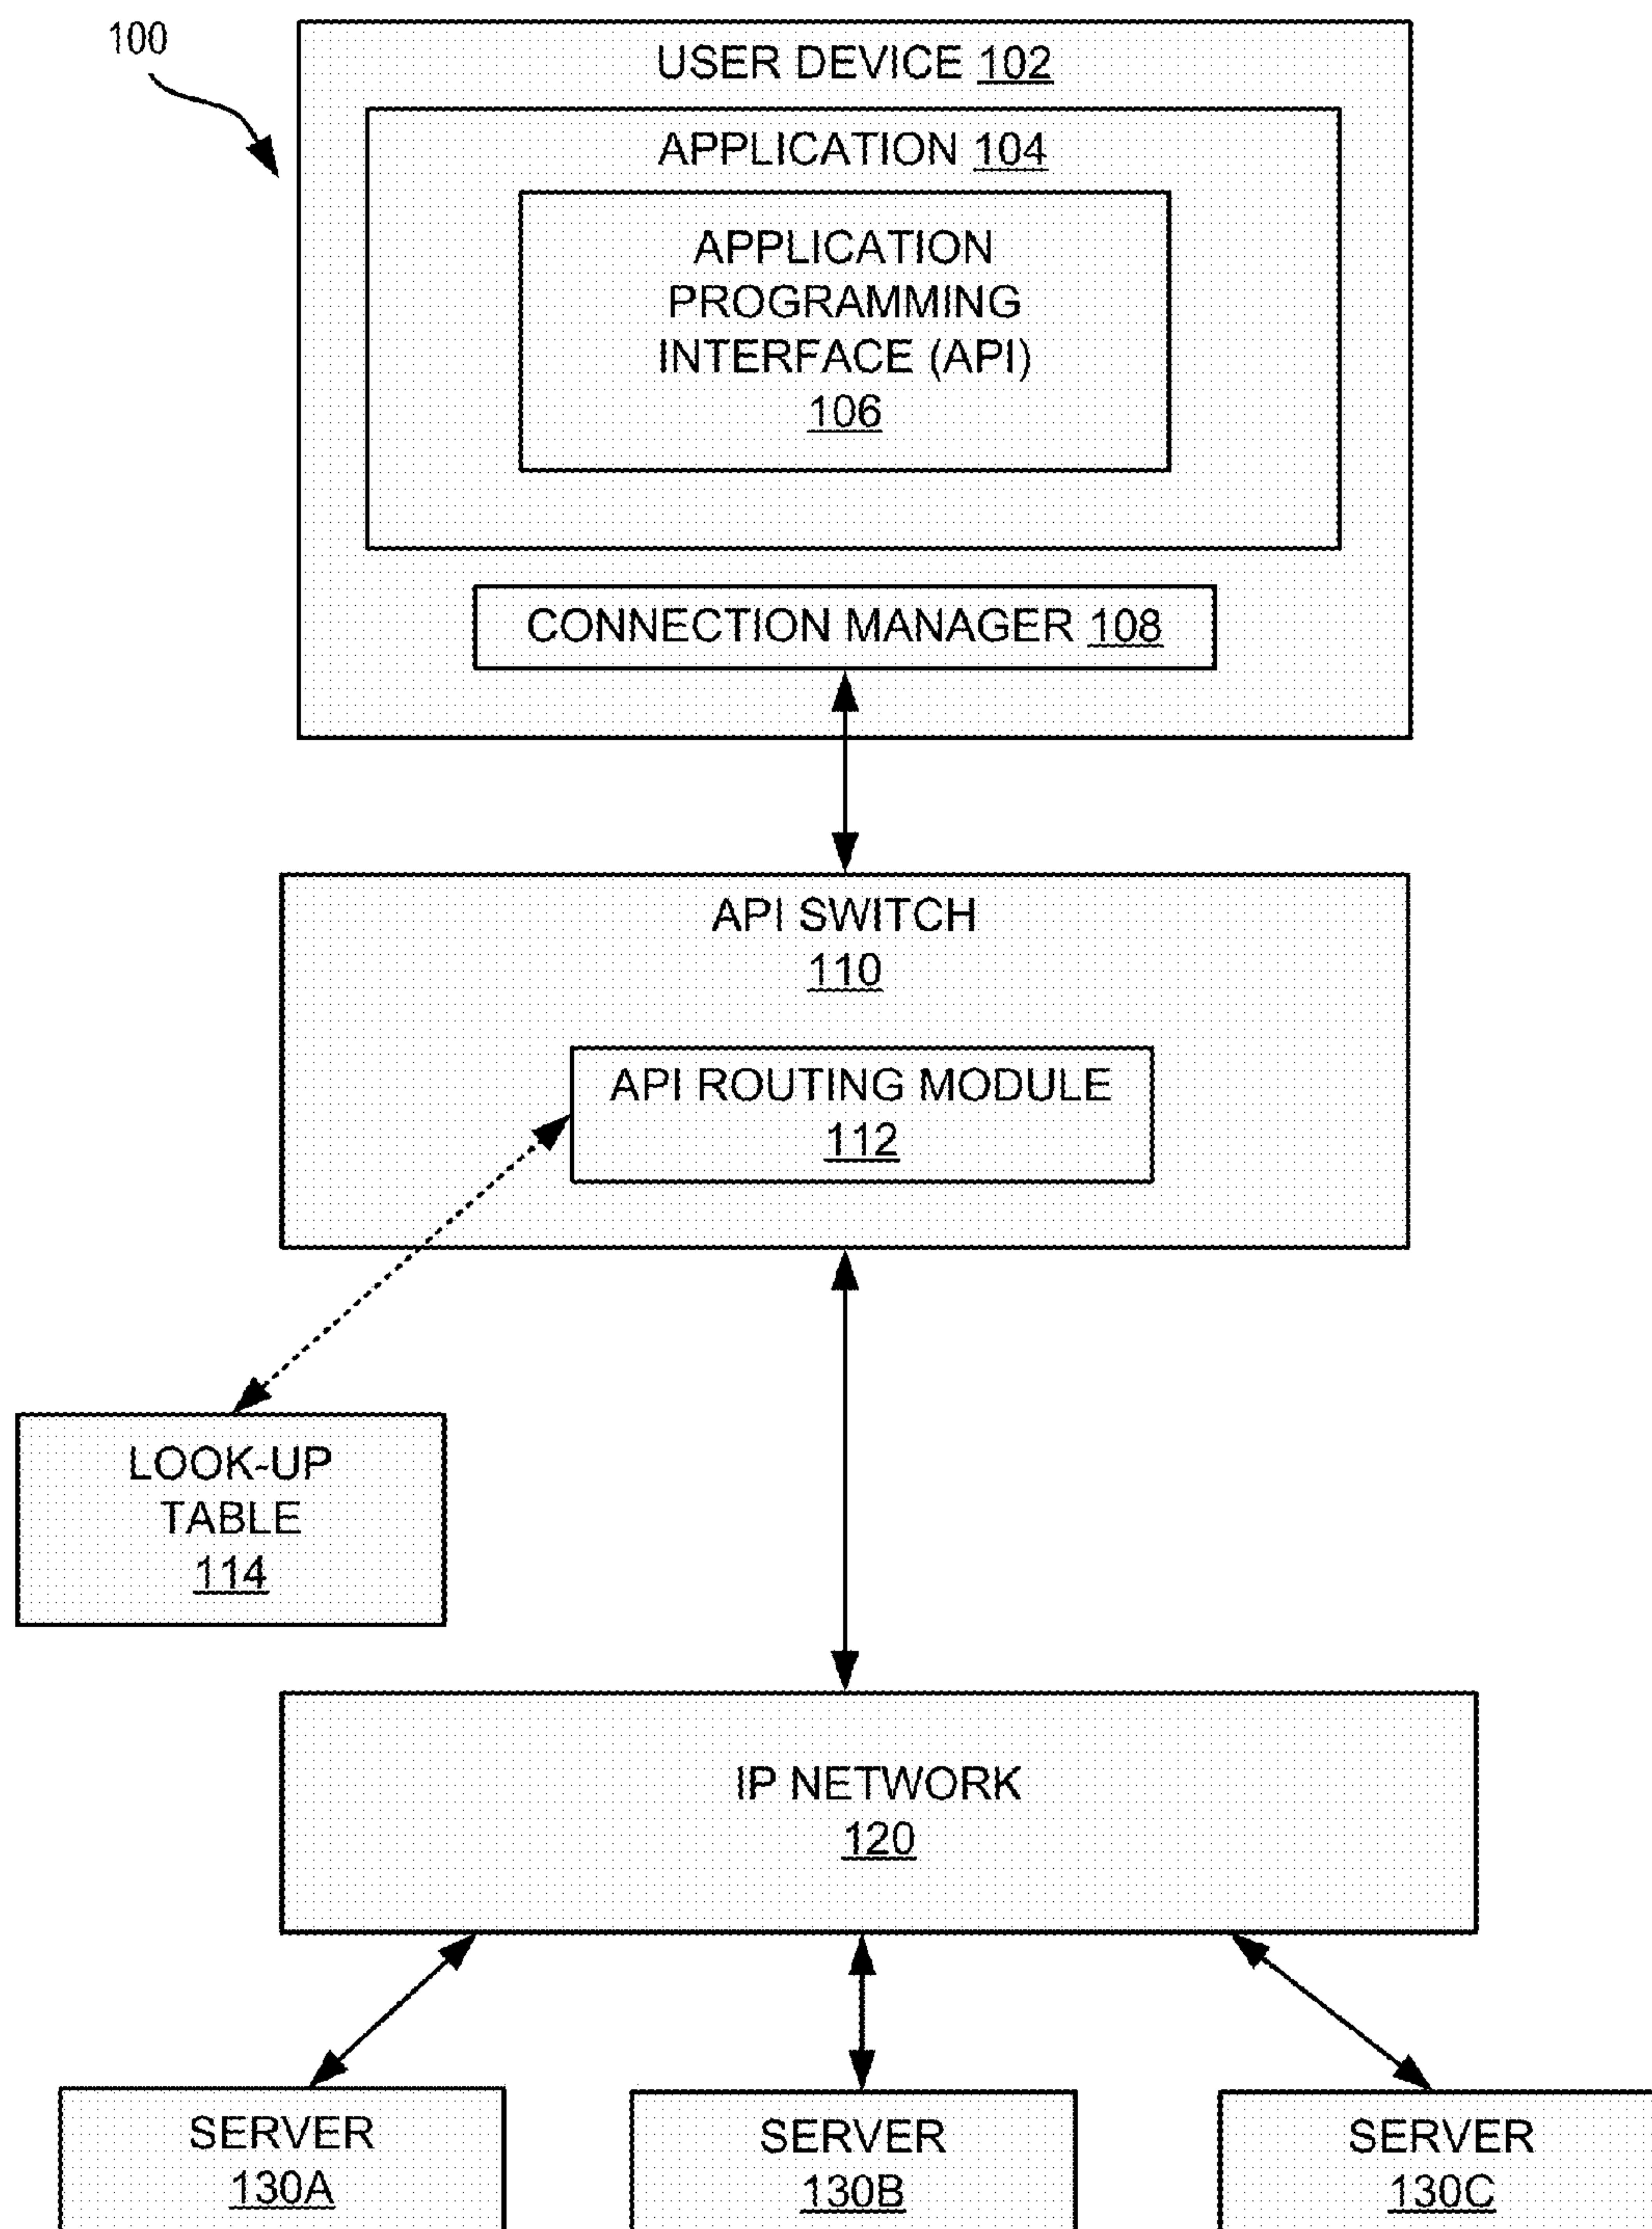 100
USER DEVICE 102
APPLICATION 104
APPLICATION
PROGRAMMING
INTERFACE (API)
106
CONNECTION MANAGER 108
API SWITCH
110
API ROUTING MODULE
112
LOOK-UP
TABLE
114
IP NETWORK
120
SERVER
130A
SERVER
130B
SERVER
130C